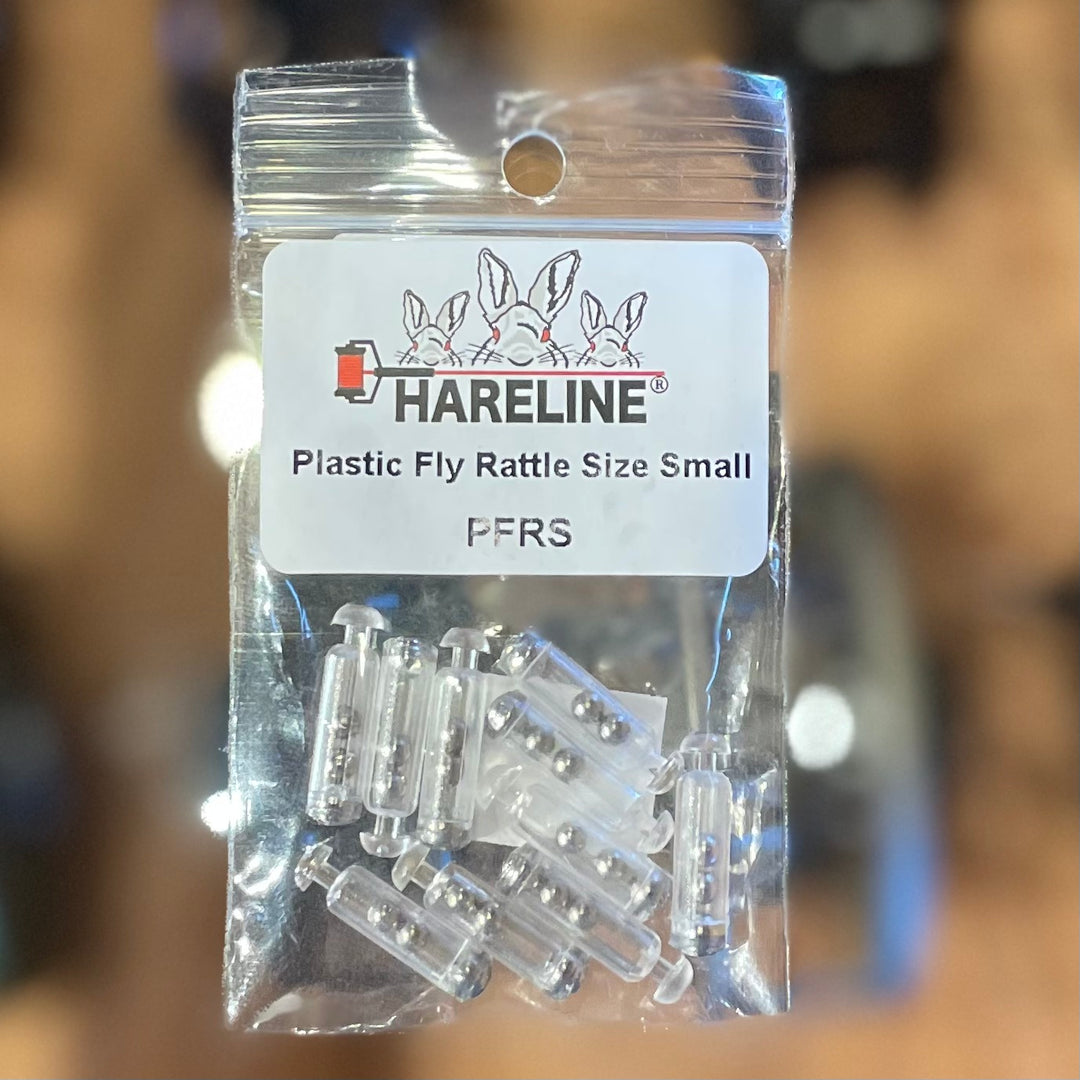 HARELINE®
Plastic Fly Rattle Size Small
PFRS